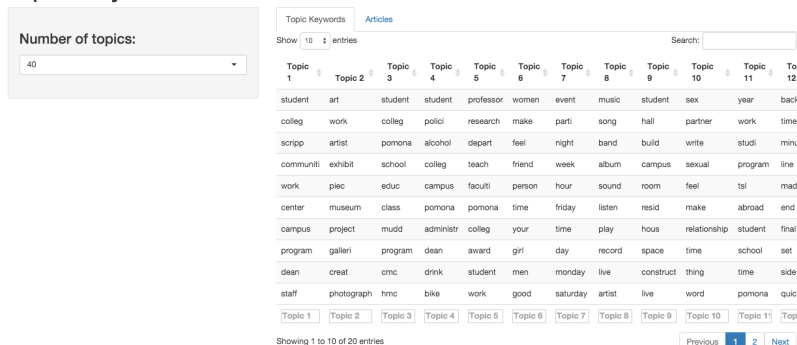 Number of topics:
40
Topic Keywords Articles
Show 10 entries Search:
Topic 1 Topic 2 Topic 3 Topic 4 Topic 5 Topic 6 Topic 7 Topic 8 Topic 9 Topic 10 Topic 11
student art student student professor women event music student sex year
colleg work colleg polici research make parti song hall partner work time
scripp artist pomona alcohol depart feel night band build write studi
communiti exhibit school colleg teach friend week album campus sexual program line
work piec educ campus faculti person hour sound room feel tsl
center museum class pomona pomona time friday listen resid make abroad end
campus project mudd administr colleg your time play hous relationship student final
program galleri program dean award girl day record space time school set
dean creat cmc drink student men monday live construct thing time side
staff photograph hmc bike work good saturday artist live word pomona
Topic 1 Topic 2 Topic 3 Topic 4 Topic 5 Topic 6 Topic 7 Topic 8 Topic 9 Topic 10 Topic 11
Showing 1 to 10 of 20 entries Previous 1 2 Next